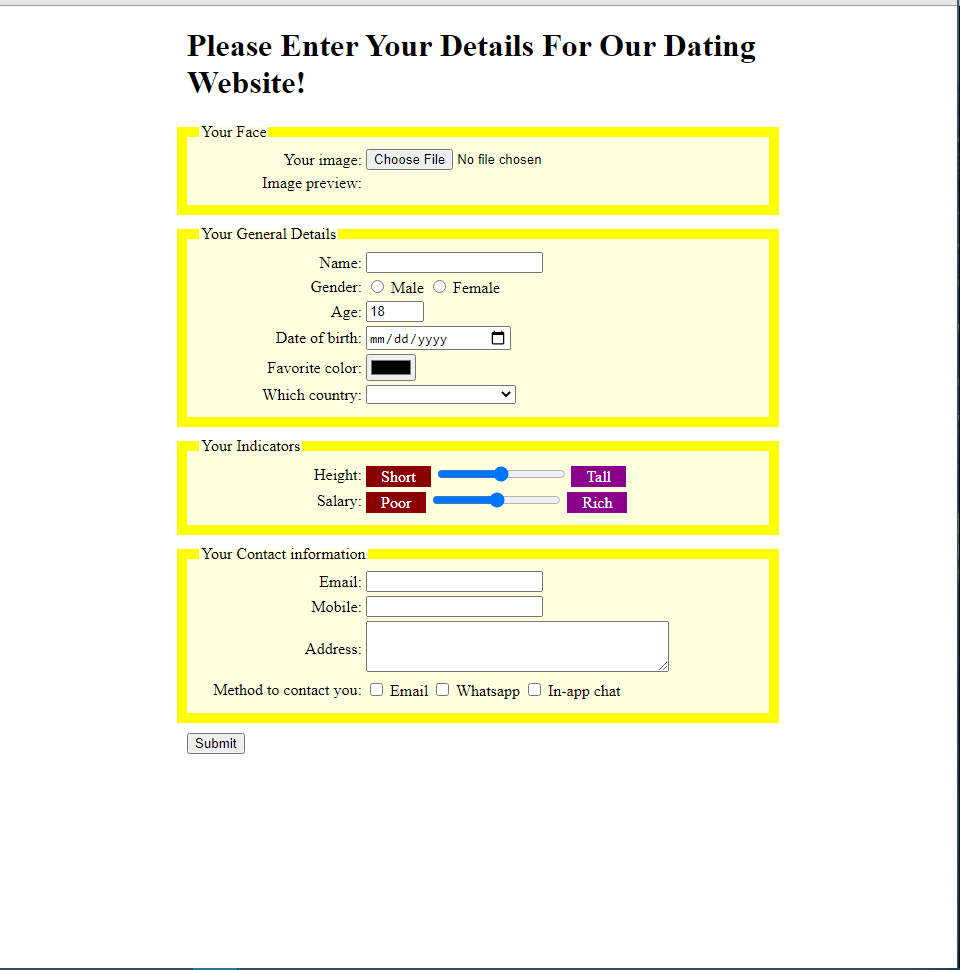 Please Enter Your Details For Our Dating
Website!
Your Face
Your image: Choose File No file chosen
Image preview:
Your General Details
Name:
Gender: Male Female
Age: 18
Date of birth: mm/dd/yyyy
Favorite color:
Which country:
Your Indicators
Height: Short Tall
Salary: Poor Rich
Your Contact information
Email:
Mobile:
Address:
Method to contact you: Email Whatsapp In-app chat
Submit